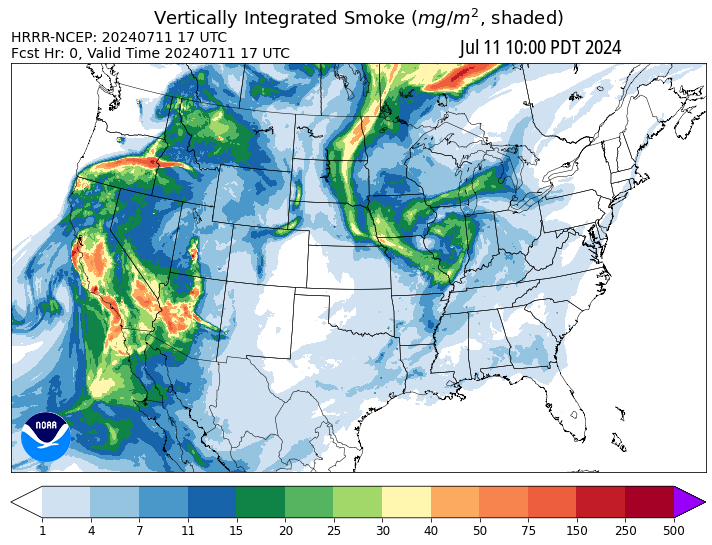 Vertically Integrated Smoke (mg/m², shaded)
HRRR-NCEP: 20240711 17 UTC
Fcst Hr: 0, Valid Time 20240711 17 UTC
Jul 11 10:00 PDT 2024
NOAA
1 4 7 11 15 20 25 30 40 50 75 150 250 500